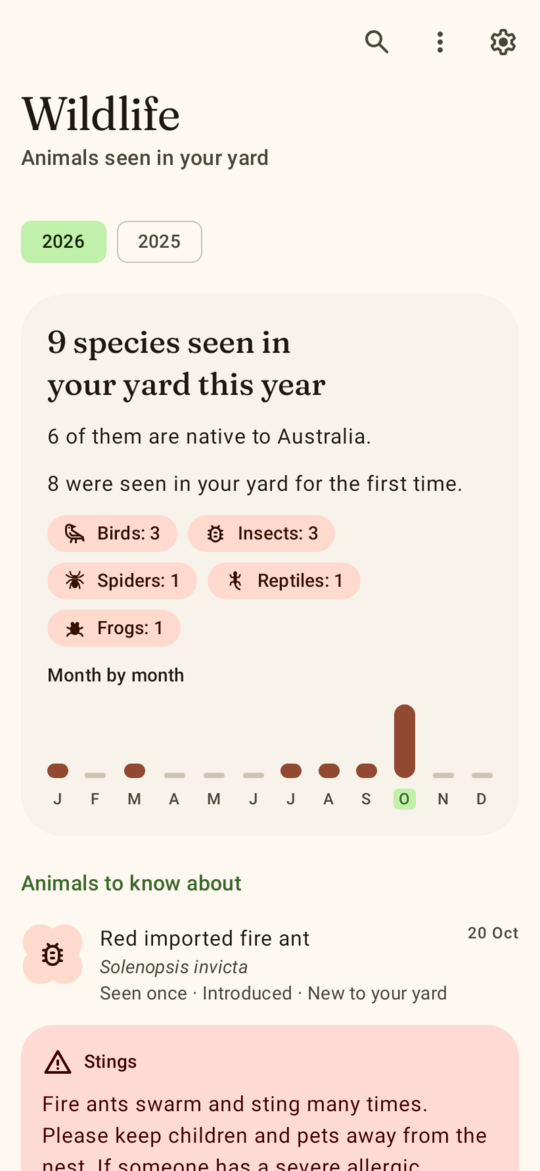 Wildlife
Animals seen in your yard
2026
2025
9 species seen in
your yard this year
6 of them are native to Australia.
8 were seen in your yard for the first time.
Birds: 3
Insects: 3
Spiders: 1
Reptiles: 1
Frogs: 1
Month by month
J F M A M J J A S O N D
Animals to know about
Red imported fire ant
20 Oct
Solenopsis invicta
Seen once · Introduced · New to your yard
Stings
Fire ants swarm and sting many times.
Please keep children and pets away from the
nest. If someone has a severe allergic